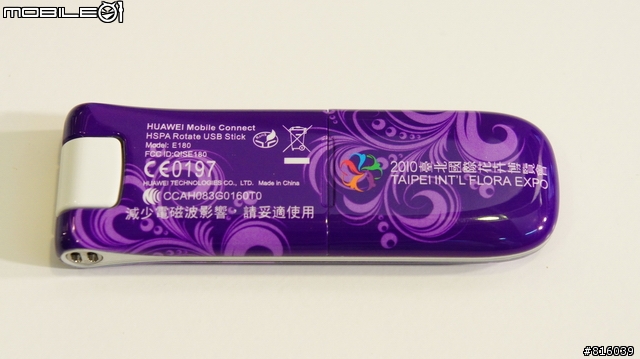 MOBILE01
HUAWEI Mobile Connect
HSPA Rotate USB Stick
Model: E180
FCC ID:QISE180
CE0197
HUAWEI TECHNOLOGIES CO., LTD. Made in China
CCAH083G0160T0
減少電磁波影響，請妥適使用
2010臺北國際花卉博覽會
TAIPEI INT'L FLORA EXPO
#816039